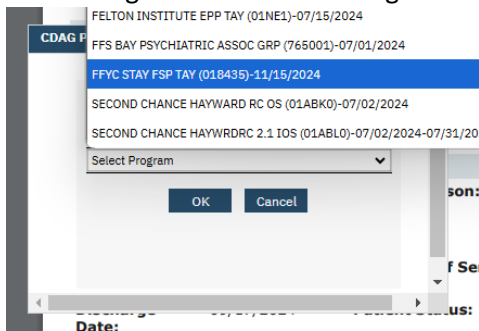 FELTON INSTITUTE EPP TAY (01NE1)-07/15/2024
CDAG P
FFS BAY PSYCHIATRIC ASSOC GRP (765001)-07/01/2024
FFYC STAY FSP TAY (018435)-11/15/2024
SECOND CHANCE HAYWARD RC OS (01ABK0)-07/02/2024
SECOND CHANCE HAYWRDRC 2.1 IOS (01ABL0)-07/02/2024-07/31/20
Select Program
OK Cancel
son:
f Se
Date:
tus: